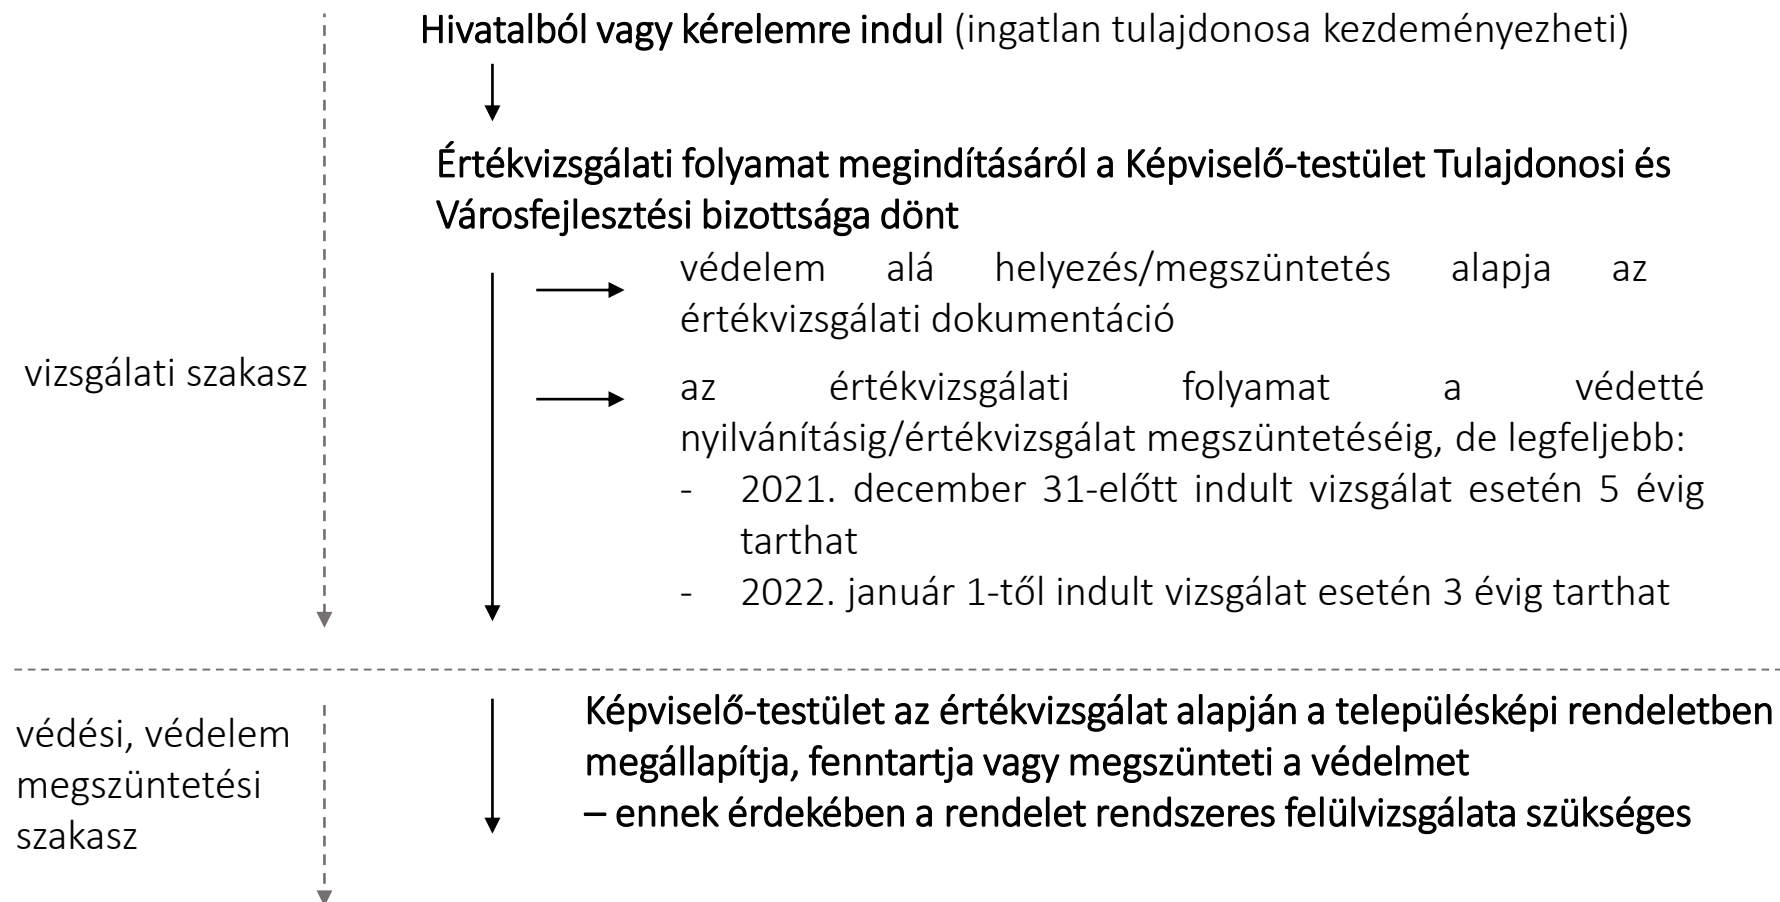 Hivatalból vagy kérelemre indul (ingatlan tulajdonosa kezdeményezheti)
Értékvizsgálati folyamat megindításáról a Képviselő-testület Tulajdonosi és
Városfejlesztési bizottsága dönt
védelem alá helyezés/megszüntetés alapja az
értékvizsgálati dokumentáció
vizsgálati szakasz
az értékvizsgálati folyamat a védetté
nyilvánításig/értékvizsgálat megszüntetéséig, de legfeljebb:
- 2021. december 31-előtt indult vizsgálat esetén 5 évig
tarthat
- 2022. január 1-től indult vizsgálat esetén 3 évig tarthat
védési, védelem
megszüntetési
szakasz
Képviselő-testület az értékvizsgálat alapján a településképi rendeletben
megállapítja, fenntartja vagy megszünteti a védelmet
– ennek érdekében a rendelet rendszeres felülvizsgálata szükséges